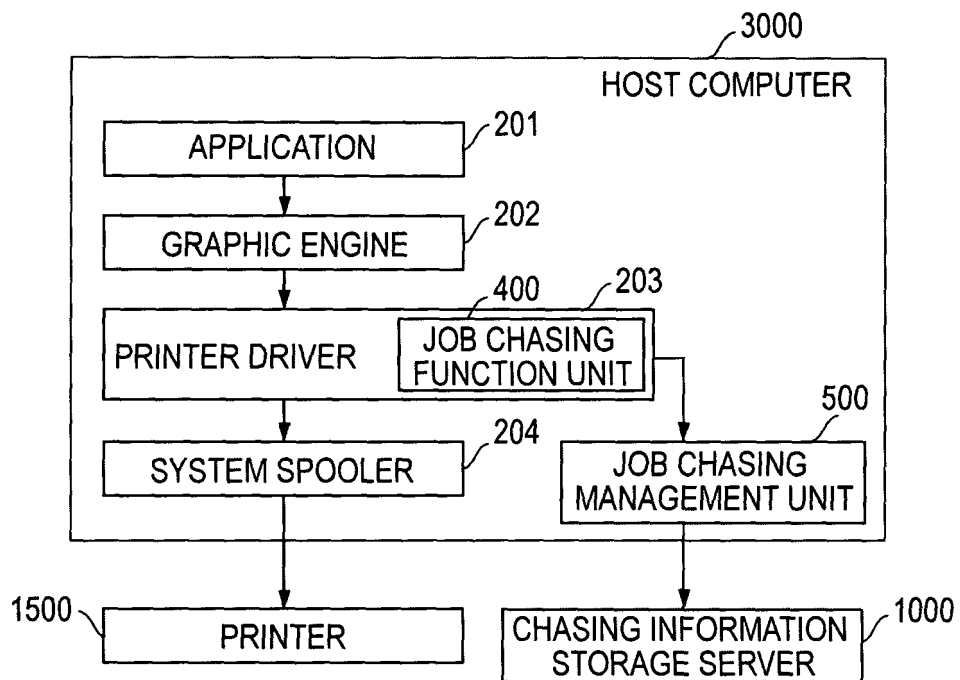 3000
HOST COMPUTER
201
APPLICATION
202
GRAPHIC ENGINE
203
400
PRINTER DRIVER
JOB CHASING
FUNCTION UNIT
204
500
SYSTEM SPOOLER
JOB CHASING
MANAGEMENT UNIT
1500
PRINTER
1000
CHASING INFORMATION
STORAGE SERVER